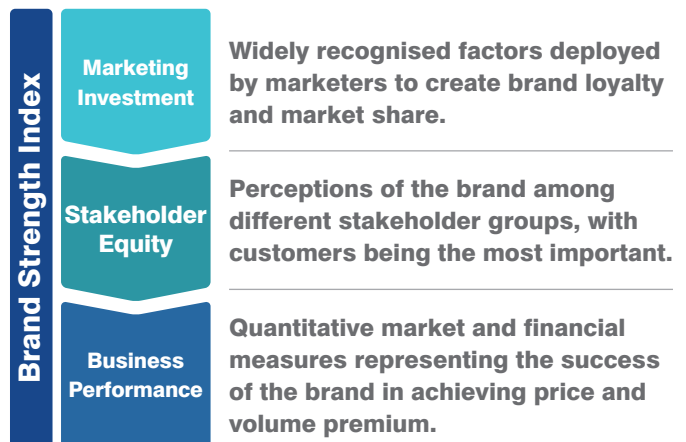 Brand Strength Index
Marketing
Investment
Widely recognised factors deployed
by marketers to create brand loyalty
and market share.
Stakeholder
Equity
Perceptions of the brand among
different stakeholder groups, with
customers being the most important.
Business
Performance
Quantitative market and financial
measures representing the success
of the brand in achieving price and
volume premium.